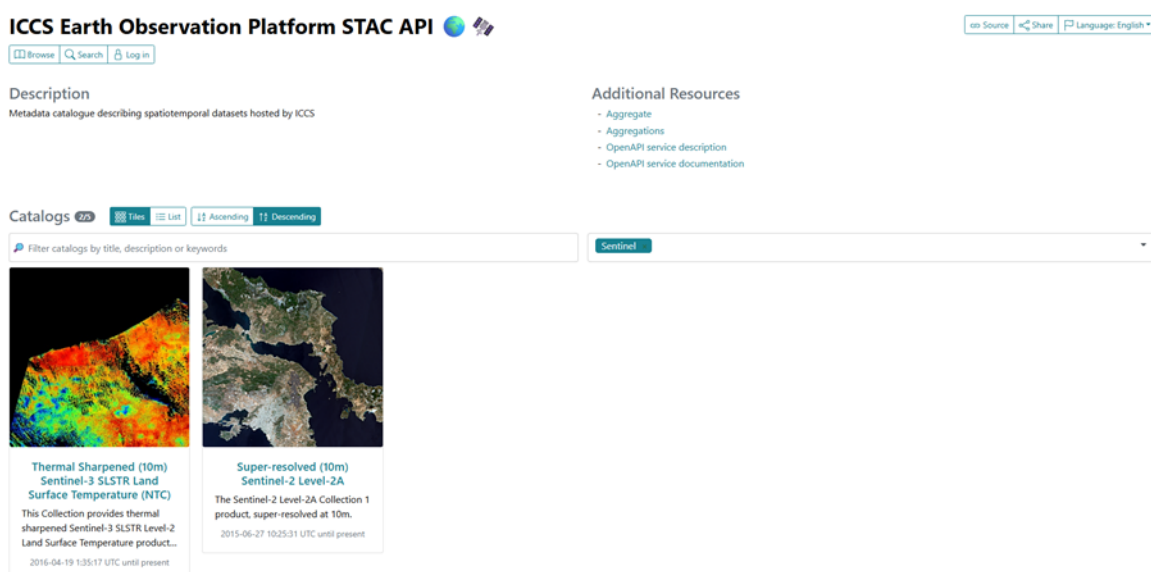 ICCS Earth Observation Platform STAC API
Source Share Language: English
Browse Search Log in
Description
Metadata catalogue describing spatiotemporal datasets hosted by ICCS
Additional Resources
- Aggregate
- Aggregations
- OpenAPI service description
- OpenAPI service documentation
Catalogs 2/5 Tiles List Ascending Descending
Filter catalogs by title, description or keywords
Sentinel
Thermal Sharpened (10m)
Sentinel-3 SLSTR Land
Surface Temperature (NTC)
This Collection provides thermal
sharpened Sentinel-3 SLSTR Level-2
Land Surface Temperature product...
2016-04-19 1:35:17 UTC until present
Super-resolved (10m)
Sentinel-2 Level-2A
The Sentinel-2 Level-2A Collection 1
product, super-resolved at 10m.
2015-06-27 10:25:31 UTC until present